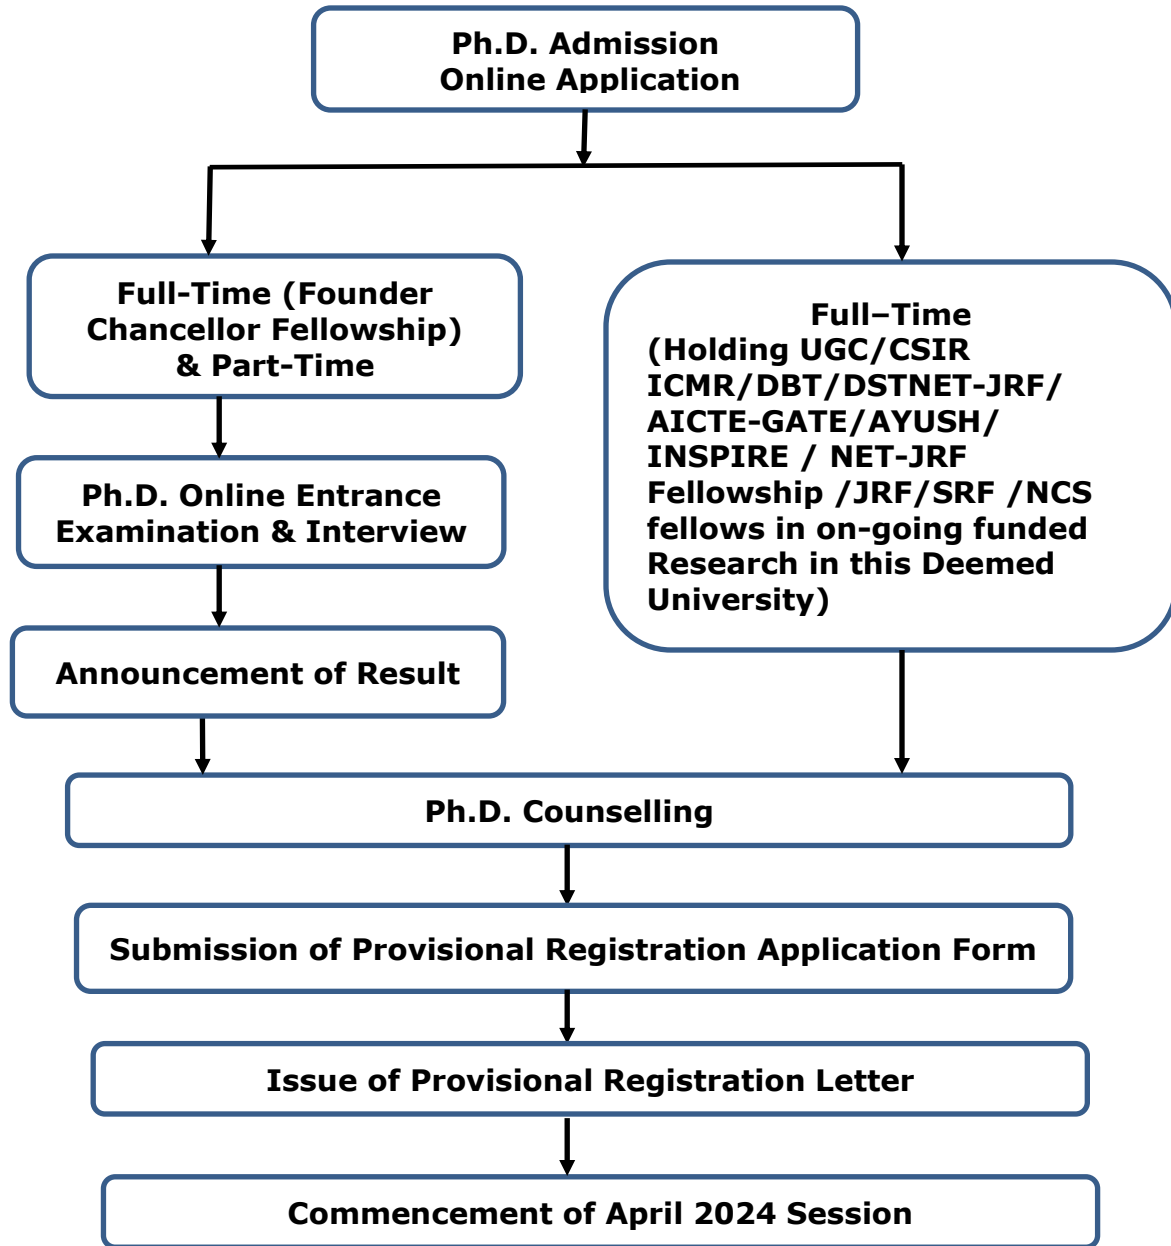 Ph.D. Admission
Online Application
Full-Time (Founder
Chancellor Fellowship)
& Part-Time
Full–Time
(Holding UGC/CSIR
ICMR/DBT/DSTNET-JRF/
AICTE-GATE/AYUSH/
INSPIRE / NET-JRF
Fellowship /JRF/SRF /NCS
fellows in on-going funded
Research in this Deemed
University)
Ph.D. Online Entrance
Examination & Interview
Announcement of Result
Ph.D. Counselling
Submission of Provisional Registration Application Form
Issue of Provisional Registration Letter
Commencement of April 2024 Session